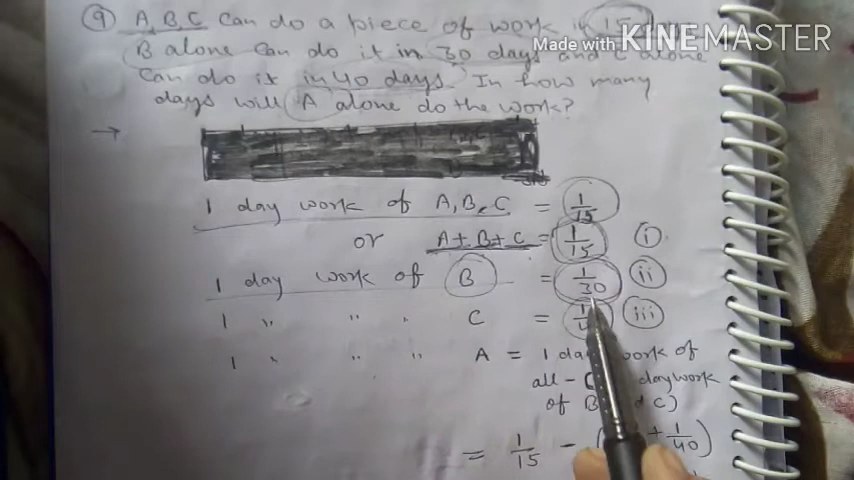 9 A, B, C can do a piece of work in 15
B alone can do it in 30 days and C alone
can do it in 40 days. In how many
days will A alone do the work?
Made with KINEMASTER
→
1 day work of A, B, C = 1/15
or A+B+C = 1/15 (i)
1 day work of B = 1/30 (ii)
1 " " " C = (iii)
1 " " " A = 1 day work of
all - day work
of B C)
= 1/15 - ( + 1/40)